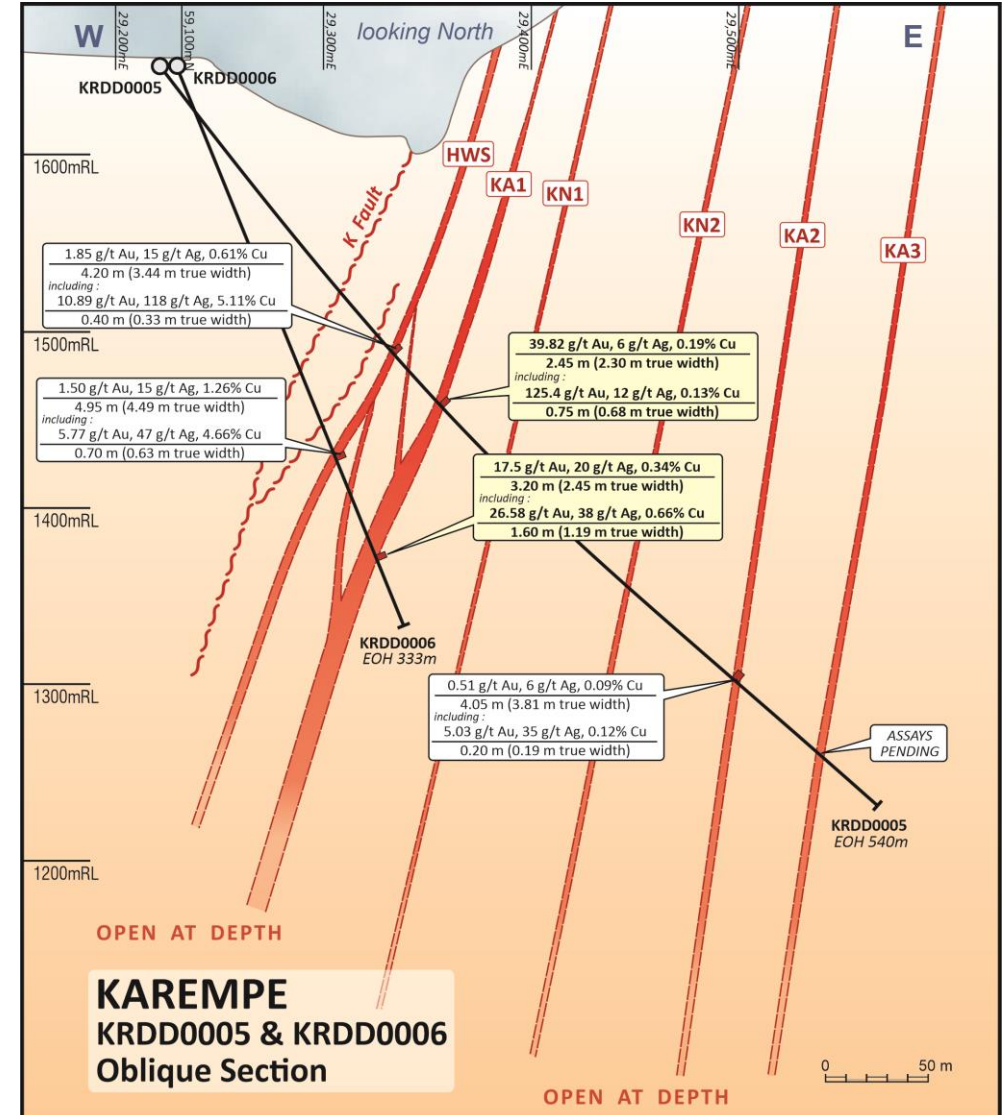 W
looking North
E
29,200mE
59,100mN
29,300mE
29,400mE
29,500mE
KRDD0005
KRDD0006
1600mRL
1500mRL
1400mRL
1300mRL
1200mRL
K Fault
HWS
KA1
KN1
KN2
KA2
KA3
1.85 g/t Au, 15 g/t Ag, 0.61% Cu
4.20 m (3.44 m true width)
including :
10.89 g/t Au, 118 g/t Ag, 5.11% Cu
0.40 m (0.33 m true width)
39.82 g/t Au, 6 g/t Ag, 0.19% Cu
2.45 m (2.30 m true width)
including :
125.4 g/t Au, 12 g/t Ag, 0.13% Cu
0.75 m (0.68 m true width)
1.50 g/t Au, 15 g/t Ag, 1.26% Cu
4.95 m (4.49 m true width)
including :
5.77 g/t Au, 47 g/t Ag, 4.66% Cu
0.70 m (0.63 m true width)
17.5 g/t Au, 20 g/t Ag, 0.34% Cu
3.20 m (2.45 m true width)
including :
26.58 g/t Au, 38 g/t Ag, 0.66% Cu
1.60 m (1.19 m true width)
KRDD0006
EOH 333m
0.51 g/t Au, 6 g/t Ag, 0.09% Cu
4.05 m (3.81 m true width)
including :
5.03 g/t Au, 35 g/t Ag, 0.12% Cu
0.20 m (0.19 m true width)
ASSAYS
PENDING
KRDD0005
EOH 540m
OPEN AT DEPTH
KAREMPE
KRDD0005 & KRDD0006
Oblique Section
0 50 m
OPEN AT DEPTH